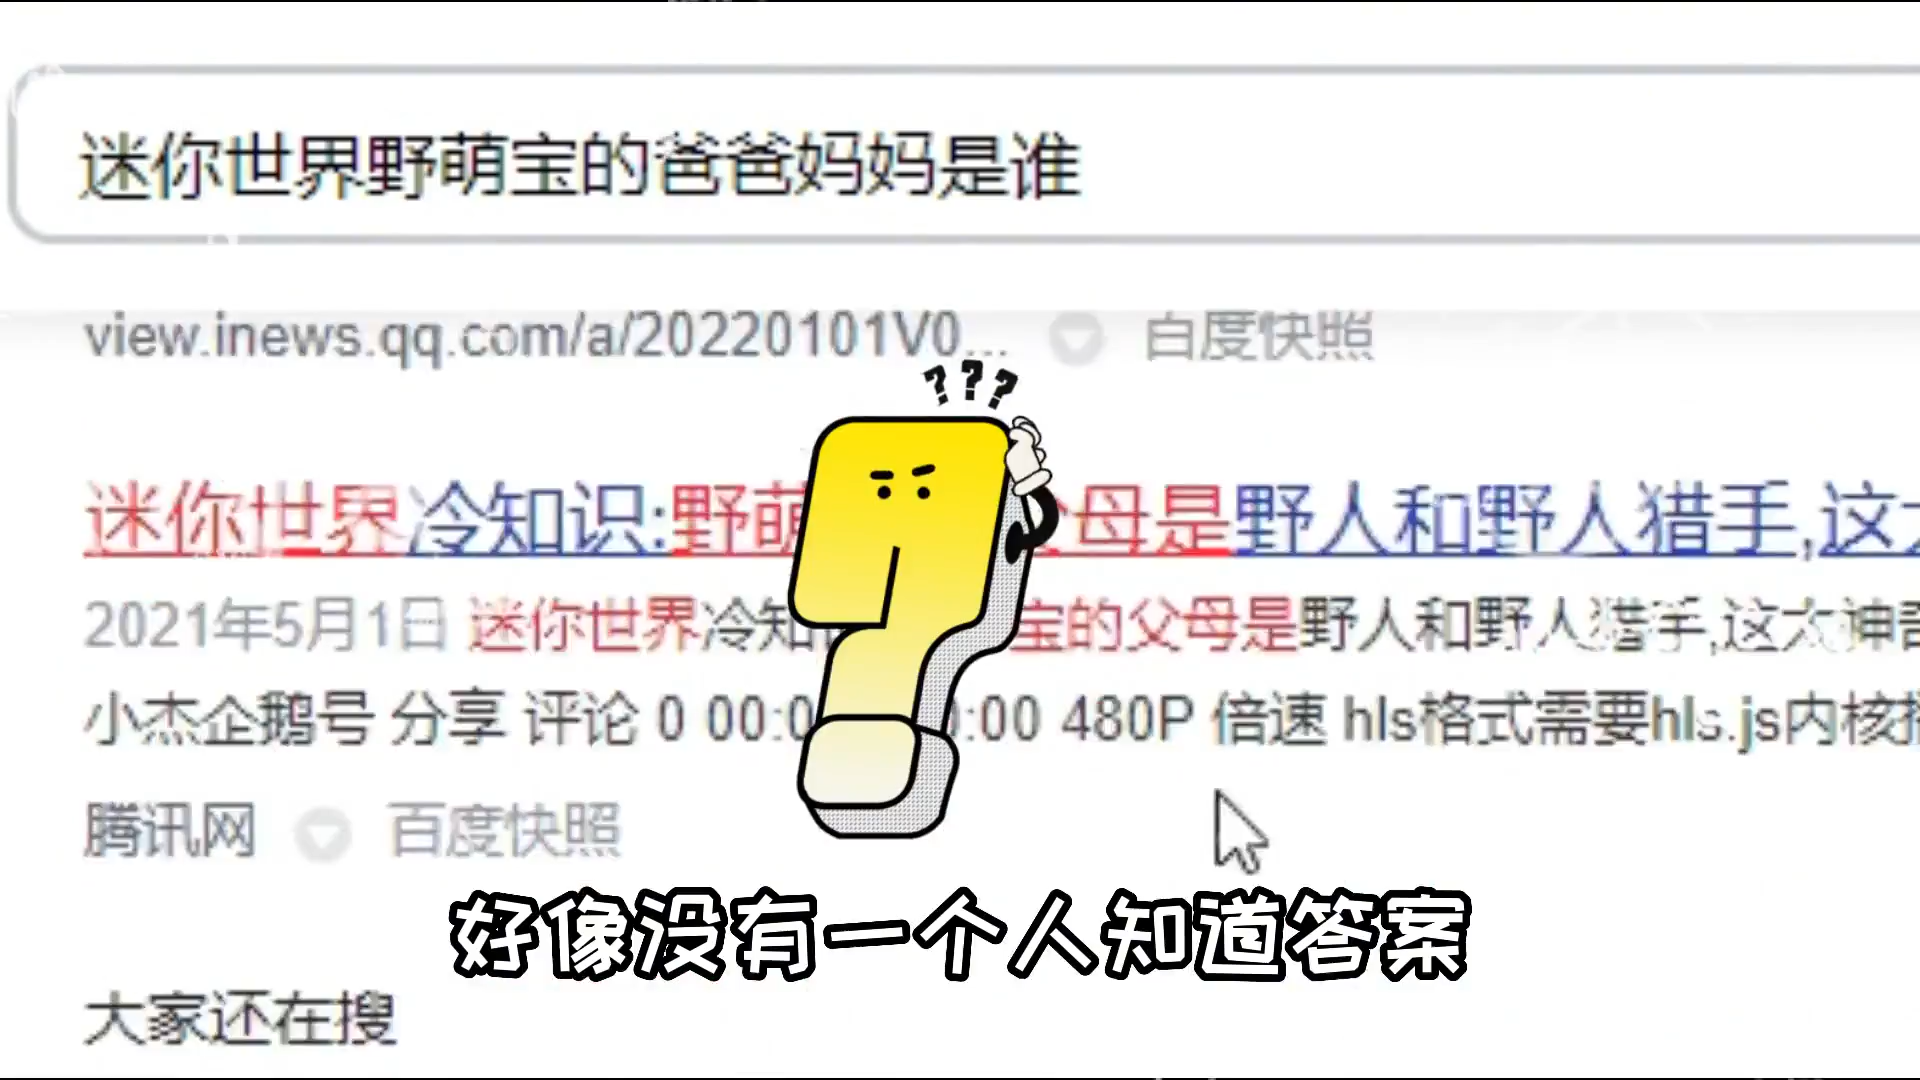 迷你世界野萌宝的爸爸妈妈是谁
view.inews.qq.com/a/20220101V0... 百度快照
???
迷你世界冷知识:野萌 母是野人和野人猎手,这
2021年5月1日 迷你世界冷知 宝的父母是野人和野人猎手,这大神
小杰企鹅号 分享 评论 0 00:0 :00 480P 倍速 hls格式需要hls.js内核
腾讯网 百度快照
好像没有一个人知道答案
大家还在搜